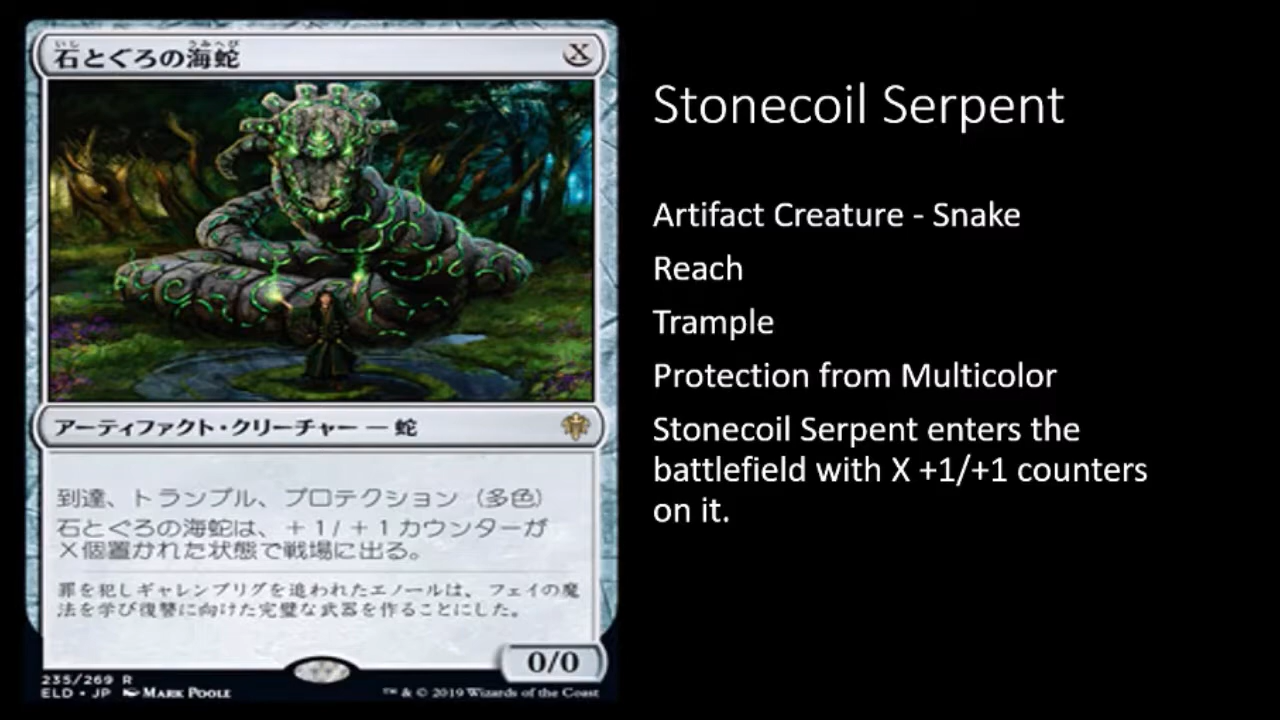 いし うみへび
石とぐろの海蛇 X
アーティファクト・クリーチャー — 蛇
到達、トランプル、プロテクション（多色）
石とぐろの海蛇は、＋１/＋１カウンターが
Ｘ個置かれた状態で戦場に出る。
罪を犯しギャレンブリグを追われたエノールは、フェイの魔
法を学び復讐に向けた完璧な武器を作ることにした。
0/0
235/269 R
ELD • JP Mark Poole
™ & © 2019 Wizards of the Coast
Stonecoil Serpent
Artifact Creature - Snake
Reach
Trample
Protection from Multicolor
Stonecoil Serpent enters the
battlefield with X +1/+1 counters
on it.